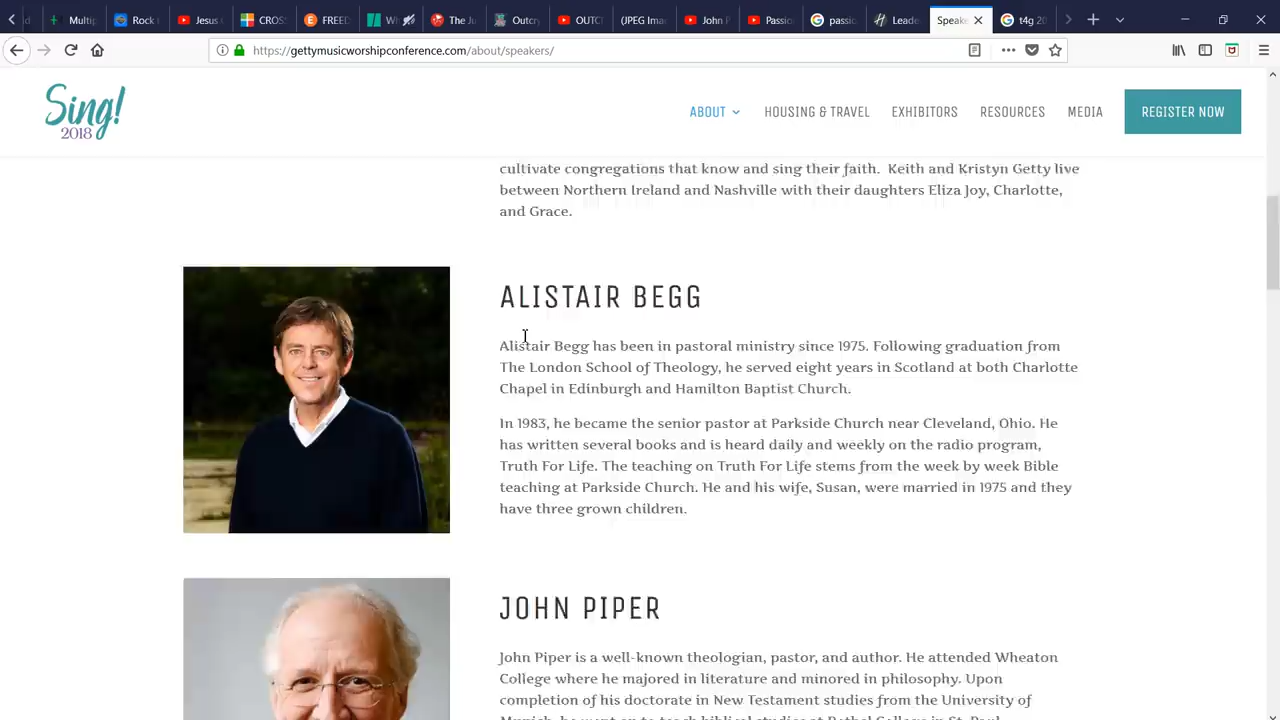 Multip
Rock r
Jesus (
CROSS
FREED
W
The Ju
Outcry
OUTC
(JPEG Imag
John P
Passio
passio
Leade
Speake
t4g 20
https://gettymusicworshipconference.com/about/speakers/
Sing!
2018
ABOUT
HOUSING & TRAVEL
EXHIBITORS
RESOURCES
MEDIA
REGISTER NOW
cultivate congregations that know and sing their faith. Keith and Kristyn Getty live
between Northern Ireland and Nashville with their daughters Eliza Joy, Charlotte,
and Grace.
ALISTAIR BEGG
Alistair Begg has been in pastoral ministry since 1975. Following graduation from
The London School of Theology, he served eight years in Scotland at both Charlotte
Chapel in Edinburgh and Hamilton Baptist Church.
In 1983, he became the senior pastor at Parkside Church near Cleveland, Ohio. He
has written several books and is heard daily and weekly on the radio program,
Truth For Life. The teaching on Truth For Life stems from the week by week Bible
teaching at Parkside Church. He and his wife, Susan, were married in 1975 and they
have three grown children.
JOHN PIPER
John Piper is a well-known theologian, pastor, and author. He attended Wheaton
College where he majored in literature and minored in philosophy. Upon
completion of his doctorate in New Testament studies from the University of